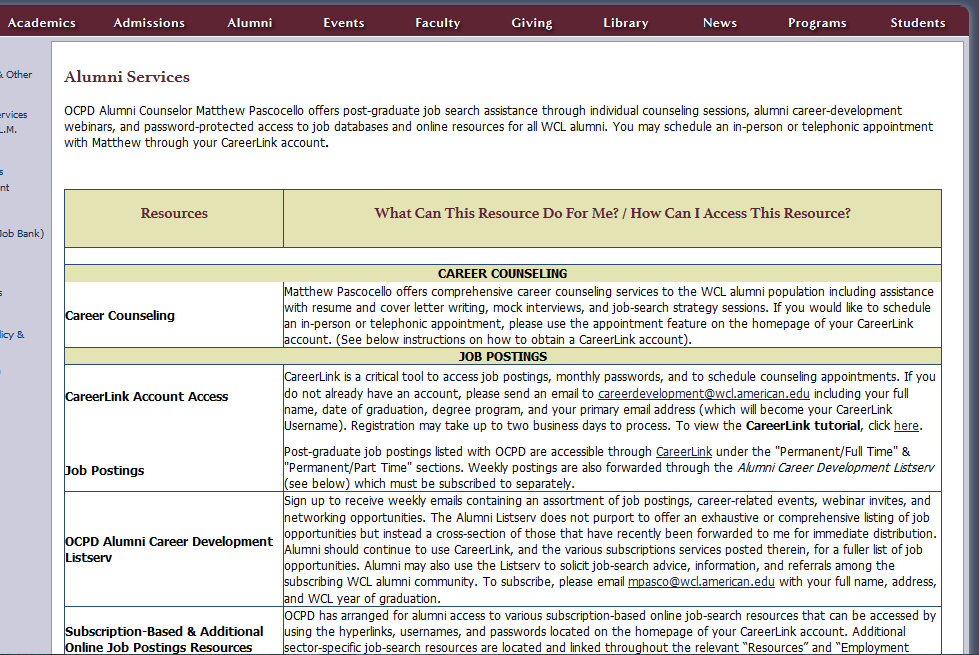 Academics Admissions Alumni Events Faculty Giving Library News Programs Students
& Other
L.M.
Job Bank)
&
Alumni Services
OCPD Alumni Counselor Matthew Pascocello offers post-graduate job search assistance through individual counseling sessions, alumni career-development
webinars, and password-protected access to job databases and online resources for all WCL alumni. You may schedule an in-person or telephonic appointment
with Matthew through your CareerLink account.
Resources What Can This Resource Do For Me? / How Can I Access This Resource?
CAREER COUNSELING
Career Counseling
Matthew Pascocello offers comprehensive career counseling services to the WCL alumni population including assistance
with resume and cover letter writing, mock interviews, and job-search strategy sessions. If you would like to schedule
an in-person or telephonic appointment, please use the appointment feature on the homepage of your CareerLink
account. (See below instructions on how to obtain a CareerLink account).
JOB POSTINGS
CareerLink Account Access
CareerLink is a critical tool to access job postings, monthly passwords, and to schedule counseling appointments. If you
do not already have an account, please send an email to careerdevelopment@wcl.american.edu including your full
name, date of graduation, degree program, and your primary email address (which will become your CareerLink
Username). Registration may take up to two business days to process. To view the CareerLink tutorial, click here.
Job Postings
Post-graduate job postings listed with OCPD are accessible through CareerLink under the "Permanent/Full Time" &
"Permanent/Part Time" sections. Weekly postings are also forwarded through the Alumni Career Development Listserv
(see below) which must be subscribed to separately.
OCPD Alumni Career Development
Listserv
Sign up to receive weekly emails containing an assortment of job postings, career-related events, webinar invites, and
networking opportunities. The Alumni Listserv does not purport to offer an exhaustive or comprehensive listing of job
opportunities but instead a cross-section of those that have recently been forwarded to me for immediate distribution.
Alumni should continue to use CareerLink, and the various subscriptions services posted therein, for a fuller list of job
opportunities. Alumni may also use the Listserv to solicit job-search advice, information, and referrals among the
subscribing WCL alumni community. To subscribe, please email mpasco@wcl.american.edu with your full name, address,
and WCL year of graduation.
Subscription-Based & Additional
Online Job Postings Resources
OCPD has arranged for alumni access to various subscription-based online job-search resources that can be accessed by
using the hyperlinks, usernames, and passwords located on the homepage of your CareerLink account. Additional
sector-specific job-search resources are located and linked throughout the relevant “Resources” and “Employment